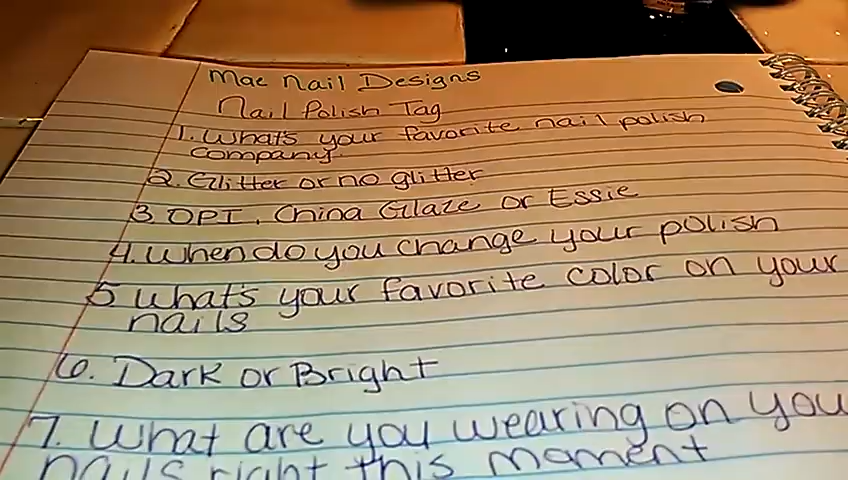 Mae Nail Designs
Nail Polish Tag
1. What's your favorite nail polish
company.
2. Glitter or no glitter
3 OPI, China Glaze or Essie
4. When do you change your polish
5 What's your favorite color on your
nails
6. Dark or Bright
7. What are you wearing on you
nails right this moment